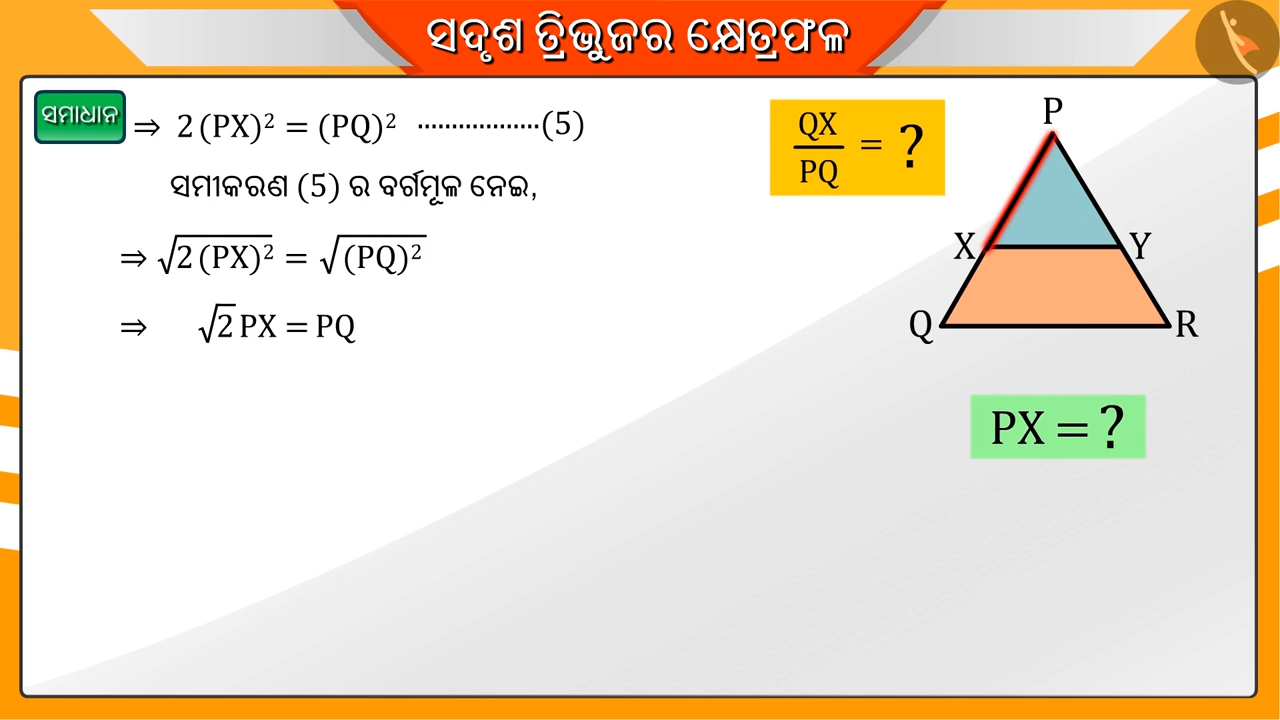 ସଦୃଶ ତ୍ରିଭୁଜର କ୍ଷେତ୍ରଫଳ
ସମାଧାନ
⇒ 2 (PX)² = (PQ)² ..................(5)
ସମୀକରଣ (5) ର ବର୍ଗମୂଳ ନେଇ,
⇒ √2 (PX)² = √(PQ)²
⇒ √2 PX = PQ
QX
PQ
= ?
P
X
Y
Q
R
PX = ?